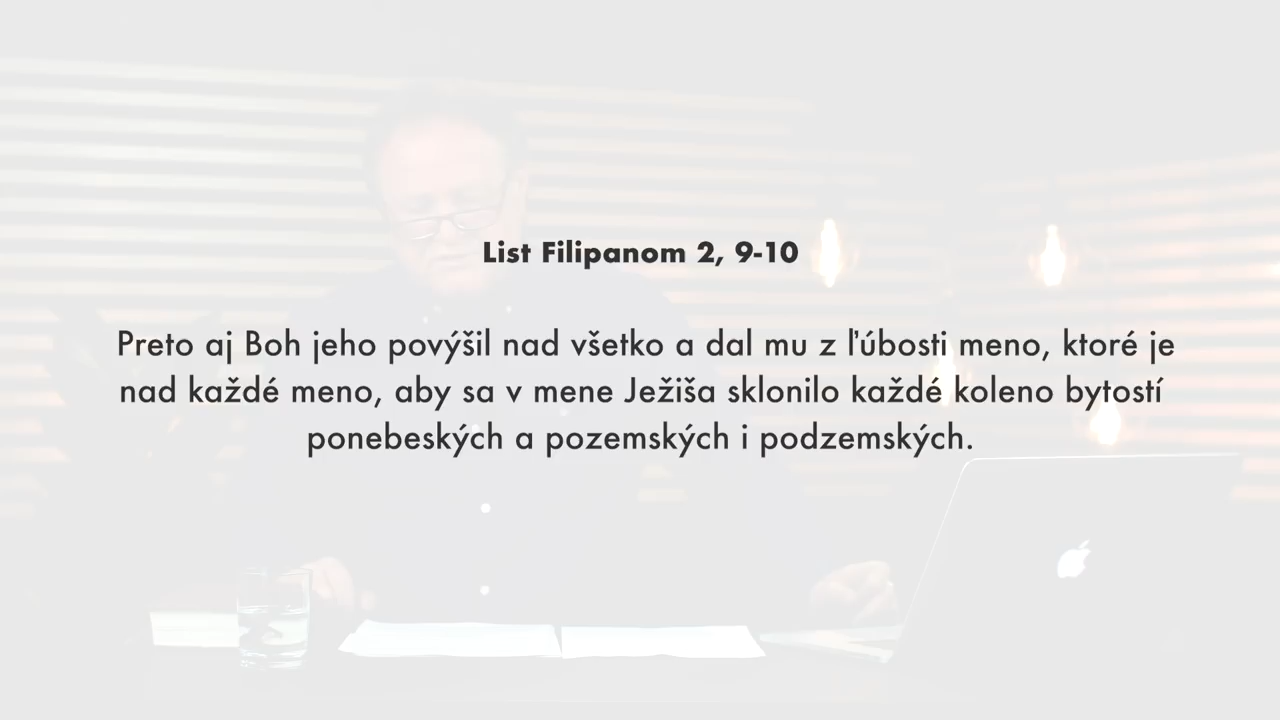 List Filipanom 2, 9-10
Preto aj Boh jeho povýšil nad všetko a dal mu z ľúbosti meno, ktoré je
nad každé meno, aby sa v mene Ježiša sklonilo každé koleno bytostí
ponebeských a pozemských i podzemských.